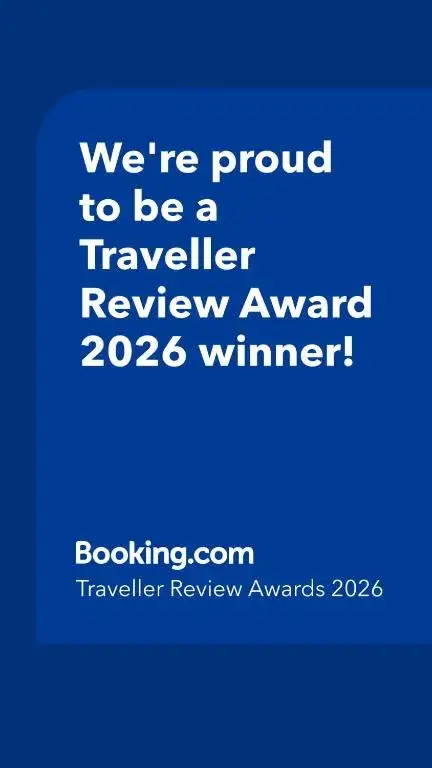 We're proud
to be a
Traveller
Review Award
2026 winner!
Booking.com
Traveller Review Awards 2026